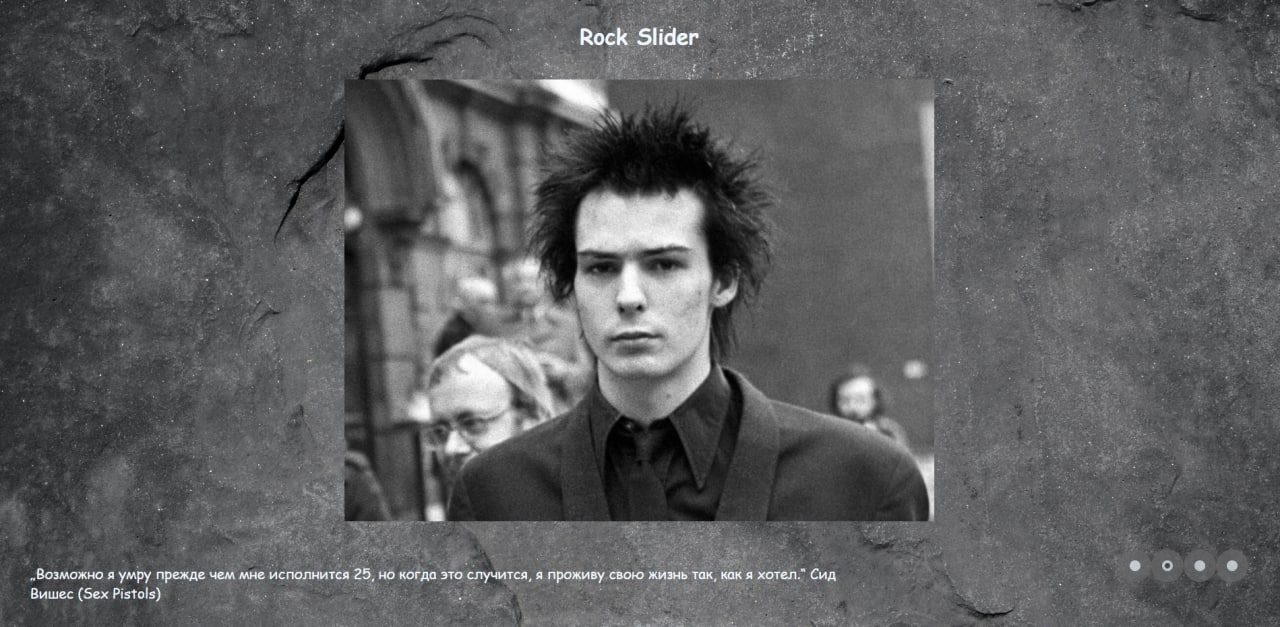 Rock Slider
„Возможно я умру прежде чем мне исполнится 25, но когда это случится, я проживу свою жизнь так, как я хотел.“ Сид
Вишес (Sex Pistols)